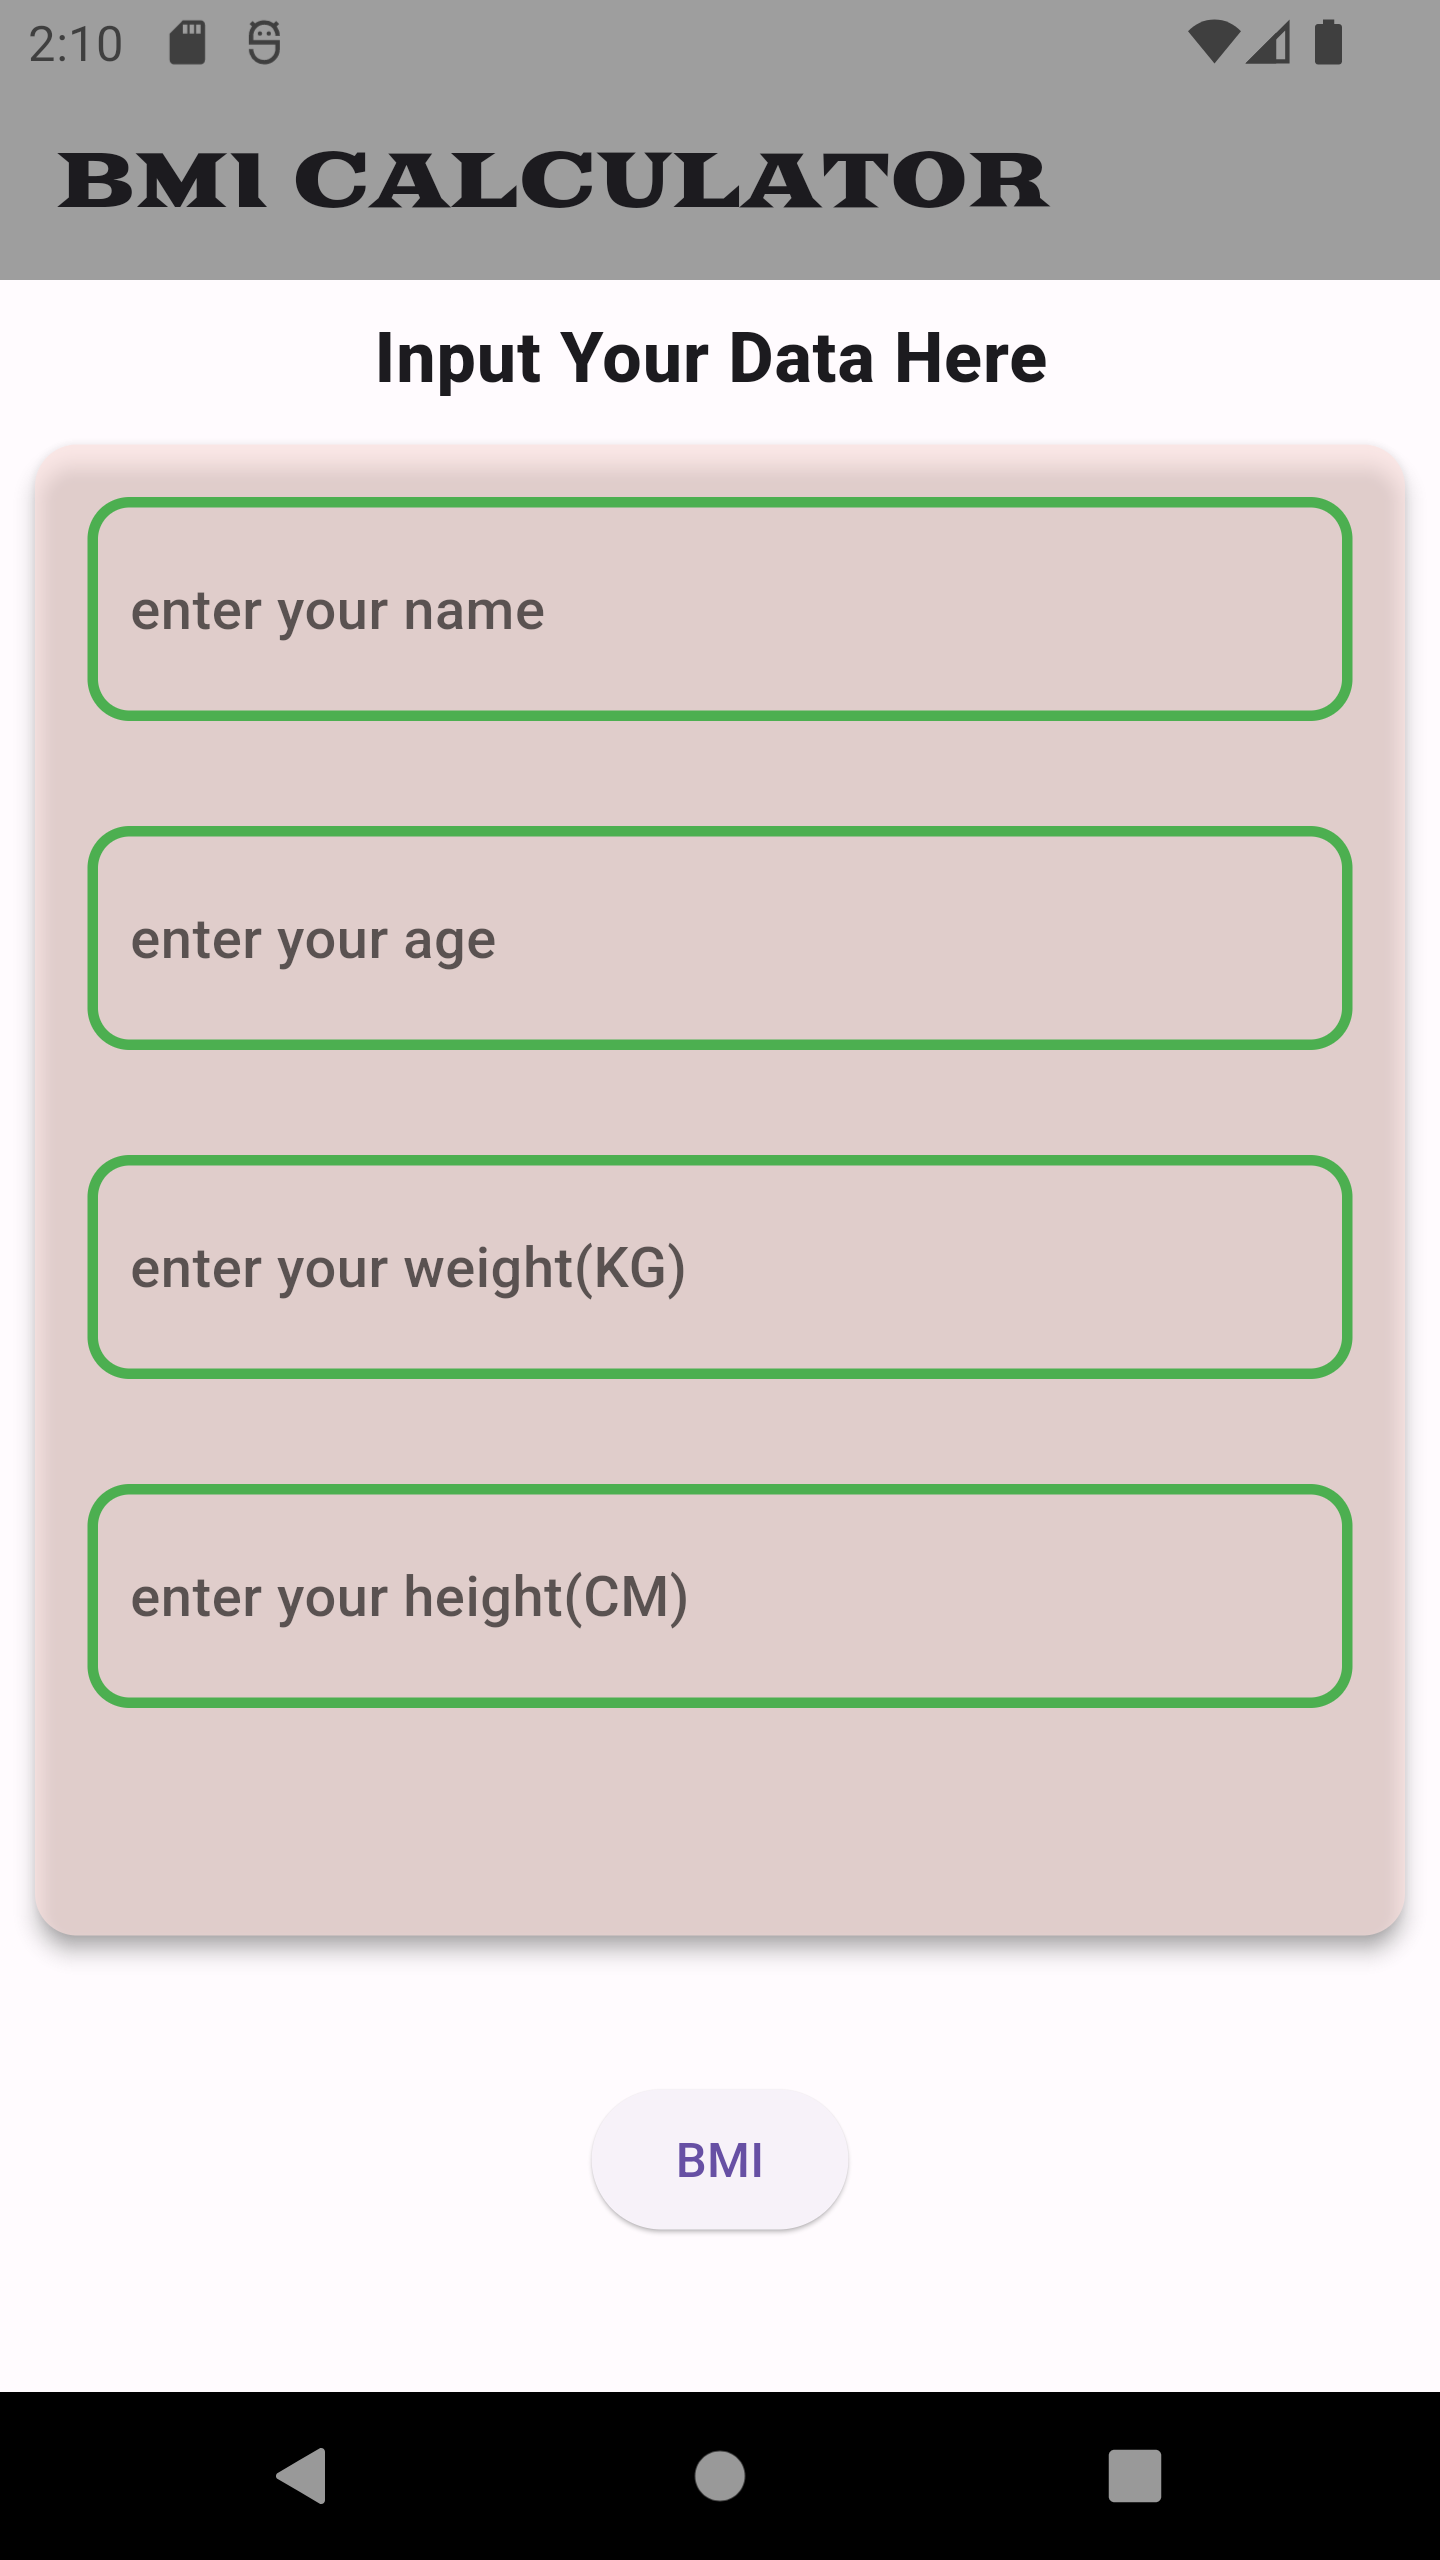 2:10
BMI CALCULATOR
Input Your Data Here
enter your name
enter your age
enter your weight(KG)
enter your height(CM)
BMI